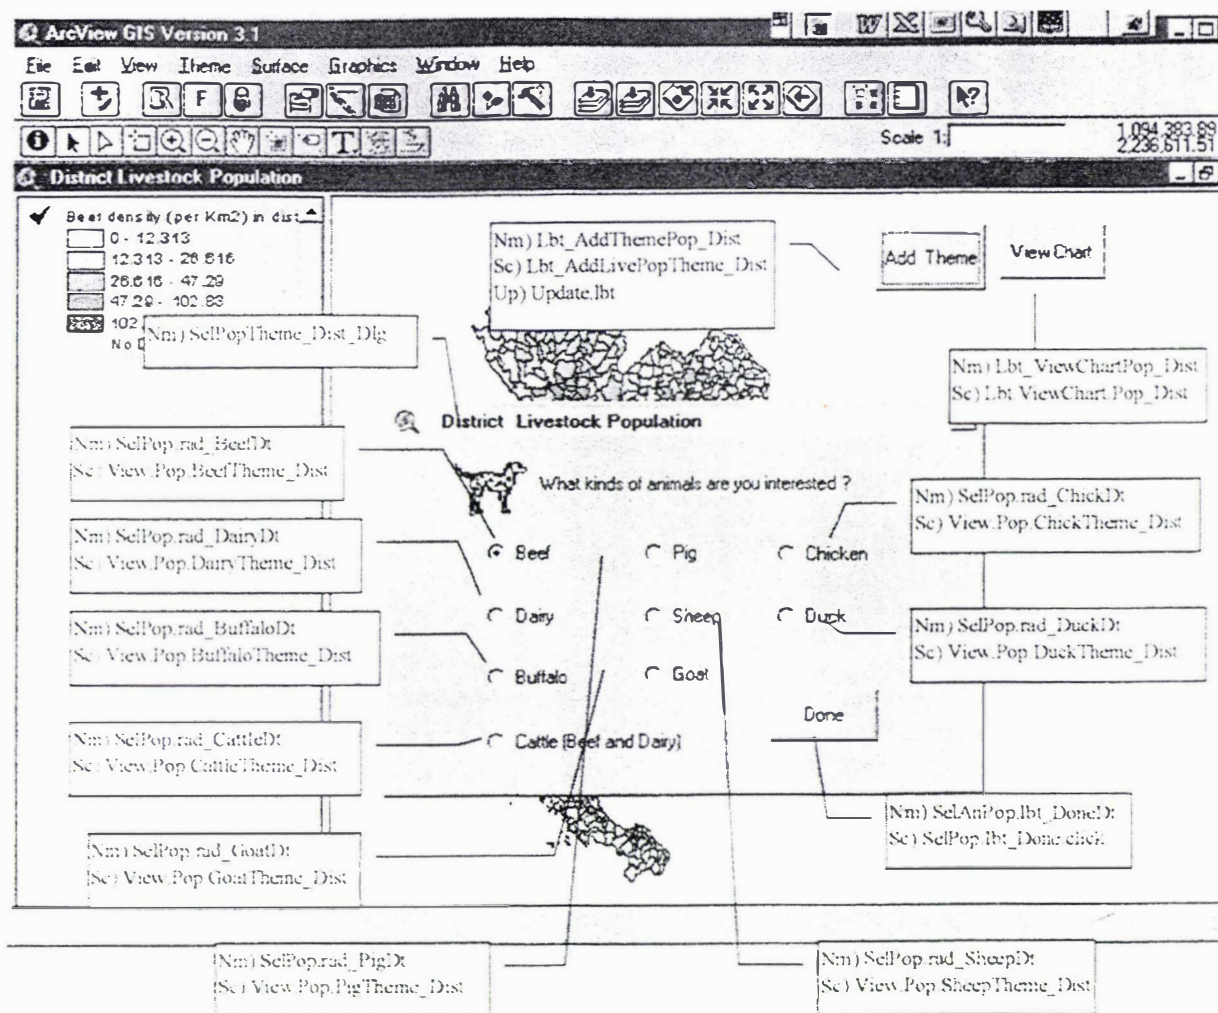 ArcView GIS Version 3.1
File Edit View Theme Surface Graphics Window Help
F
T
Scale 1:
1,094,383.89
2,236,611.51
District Livestock Population
Beef density (per Km2) in dist
0 - 12.313
12.313 - 26.616
26.616 - 47.29
47.29 - 102.83
102.
No D
Nm) Lbt_AddThemePop_Dist
Sc) Lbt_AddLivePopTheme_Dist
Up) Update.lbt
Add Theme
View Chart
Nm) SelPopTheme_Dist_Dlg
Nm) Lbt_ViewChartPop_Dist
Sc) Lbt.ViewChart.Pop_Dist
District Livestock Population
Nm) SelPop.rad_BeefDt
Sc) View.Pop.BeefTheme_Dist
What kinds of animals are you interested ?
Nm) SelPop.rad_ChickDt
Sc) View.Pop.ChickTheme_Dist
Nm) SelPop.rad_DairyDt
Sc) View.Pop.DairyTheme_Dist
Beef
Pig
Chicken
Dairy
Sheep
Duck
Nm) SelPop.rad_BuffaloDt
Sc) View.Pop.BuffaloTheme_Dist
Nm) SelPop.rad_DuckDt
Sc) View.Pop.DuckTheme_Dist
Buffalo
Goat
Done
Nm) SelPop.rad_CattleDt
Sc) View.Pop.CattleTheme_Dist
Cattle (Beef and Dairy)
Nm) SelAniPop.lbt_DoneDt
Sc) SelPop.lbt_Done.click
Nm) SelPop.rad_GoatDt
Sc) View.Pop.GoatTheme_Dist
Nm) SelPop.rad_PigDt
Sc) View.Pop.PigTheme_Dist
Nm) SelPop.rad_SheepDt
Sc) View.Pop.SheepTheme_Dist